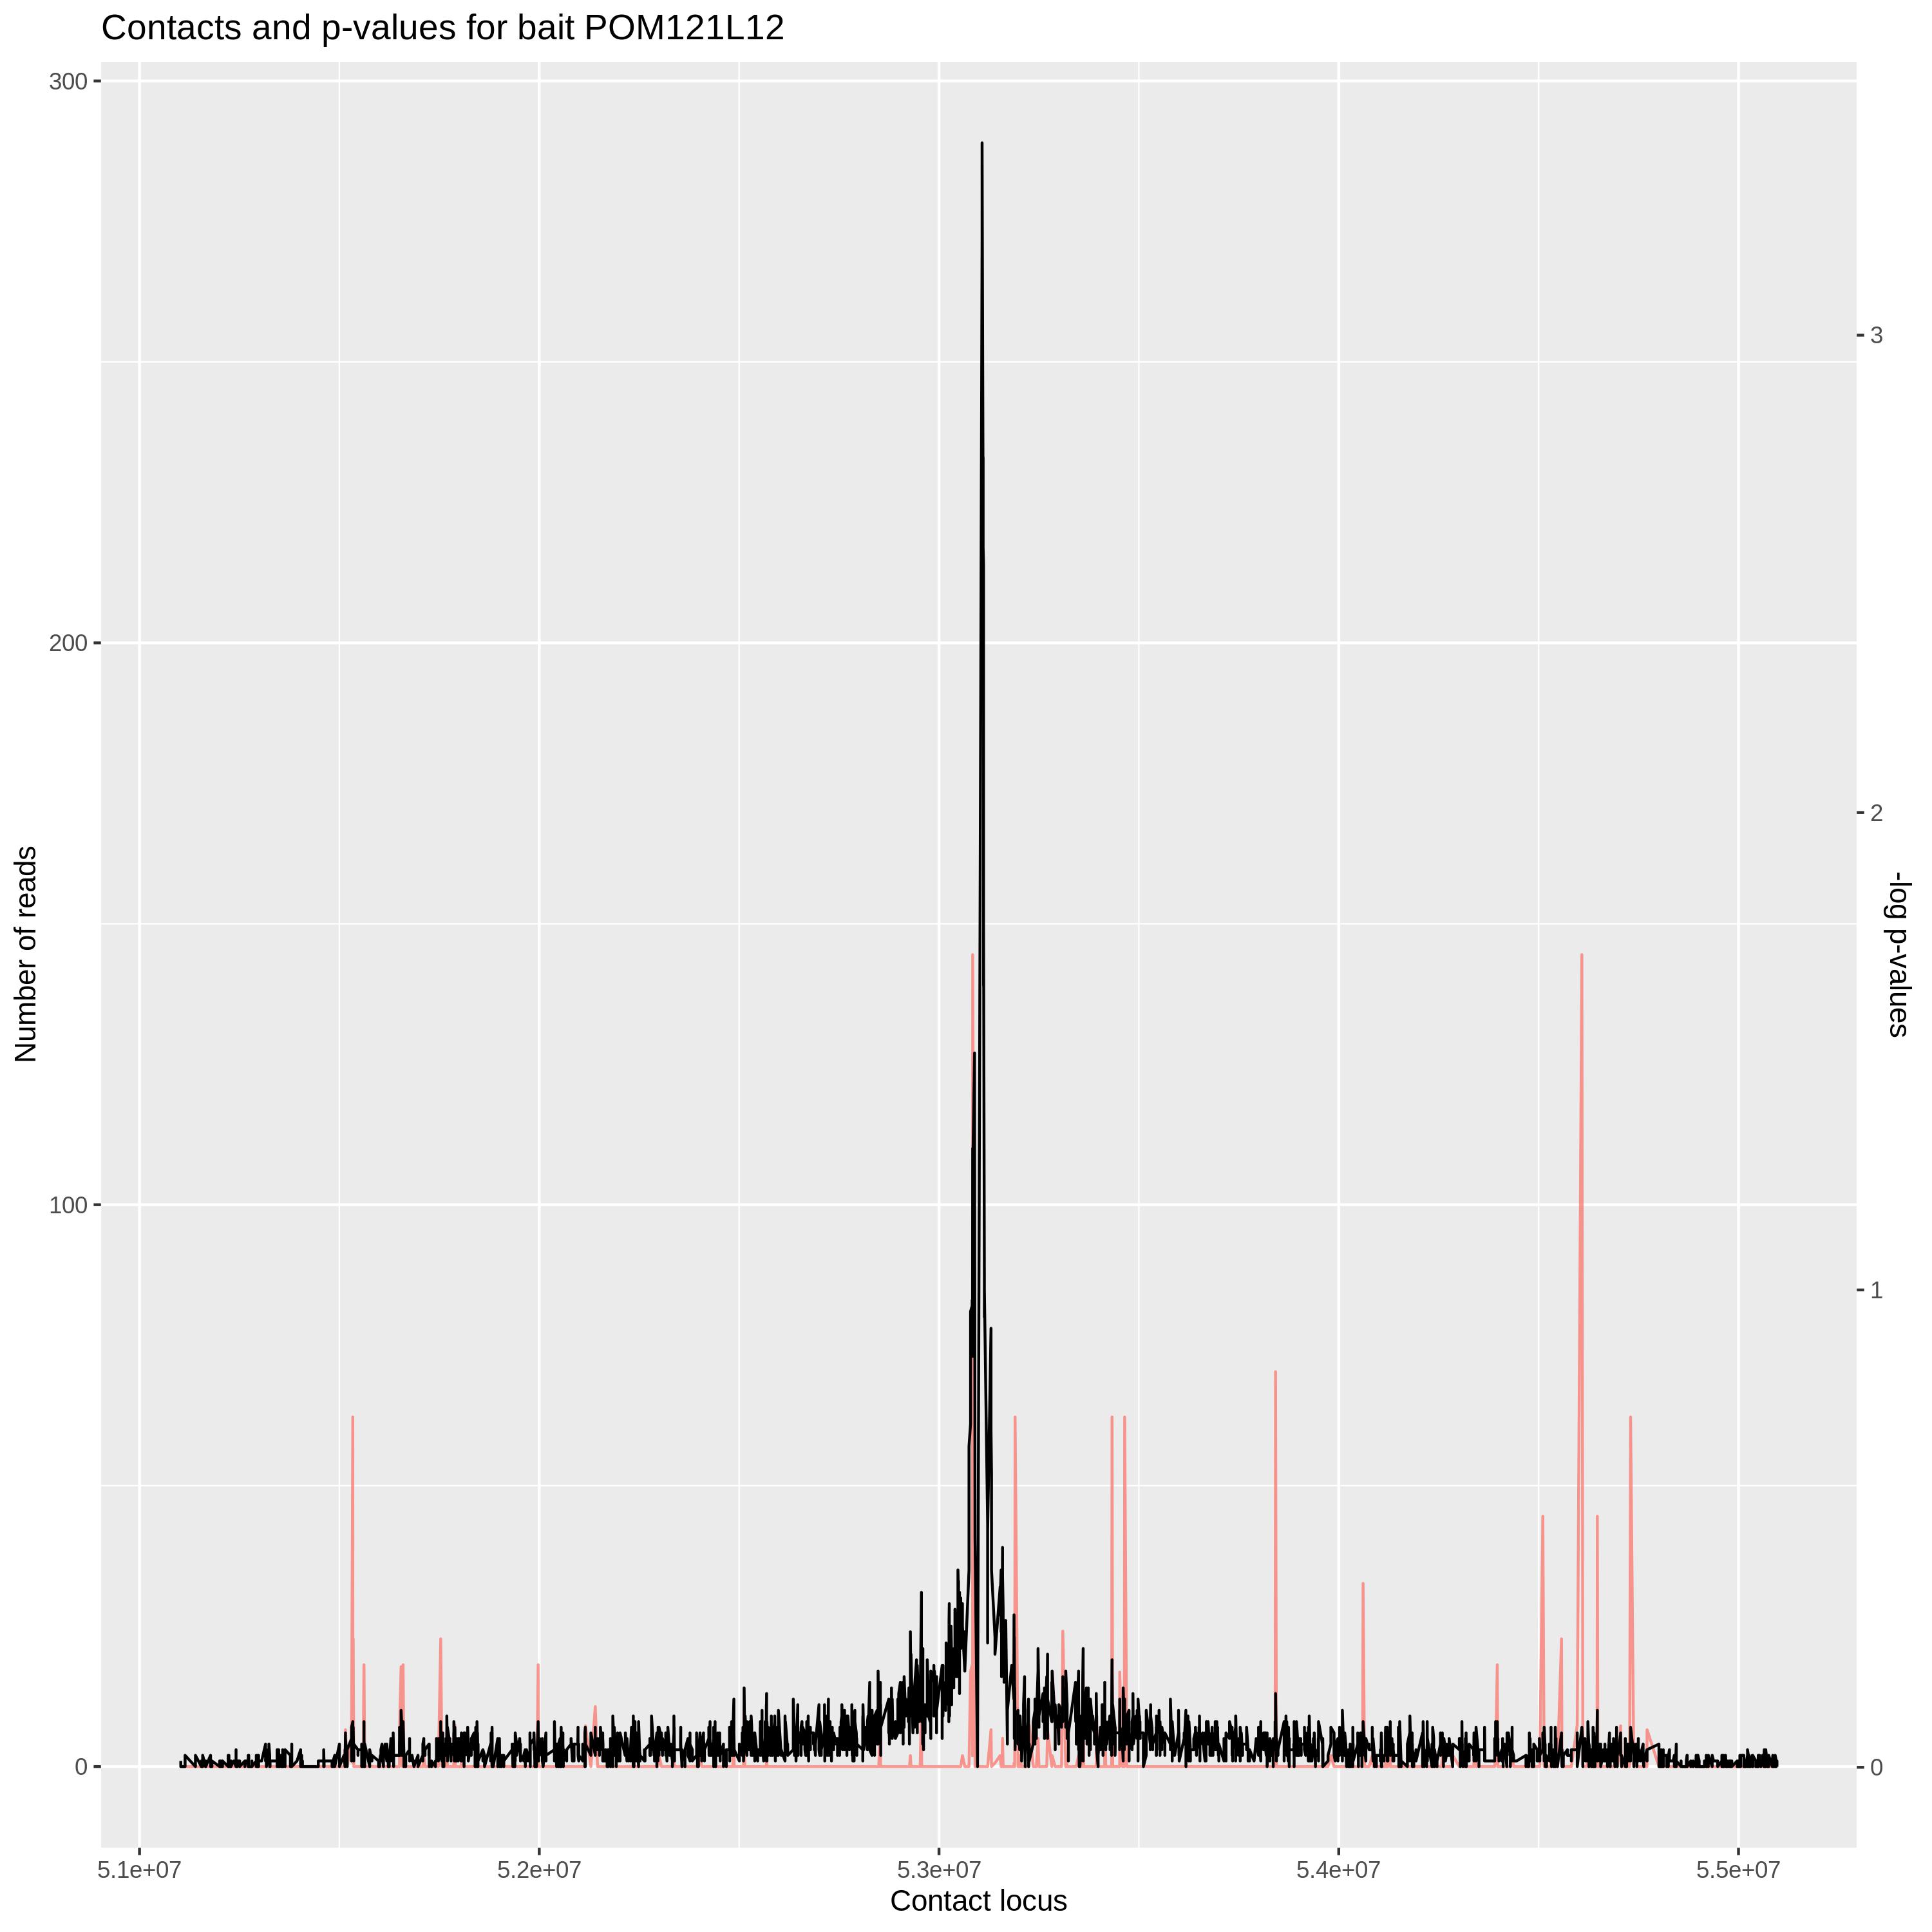 Contacts and p-values for bait POM121L12
300
200
100
0
Number of reads
3
2
1
0
-log p-values
5.1e+07 5.2e+07 5.3e+07 5.4e+07 5.5e+07
Contact locus